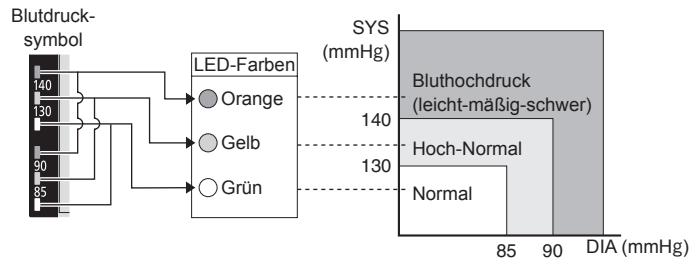 Blutdruck-
symbol
140
130
90
85
LED-Farben
Orange
Gelb
Grün
SYS
(mmHg)
140
130
Bluthochdruck
(leicht-mäßig-schwer)
Hoch-Normal
Normal
85 90 DIA (mmHg)